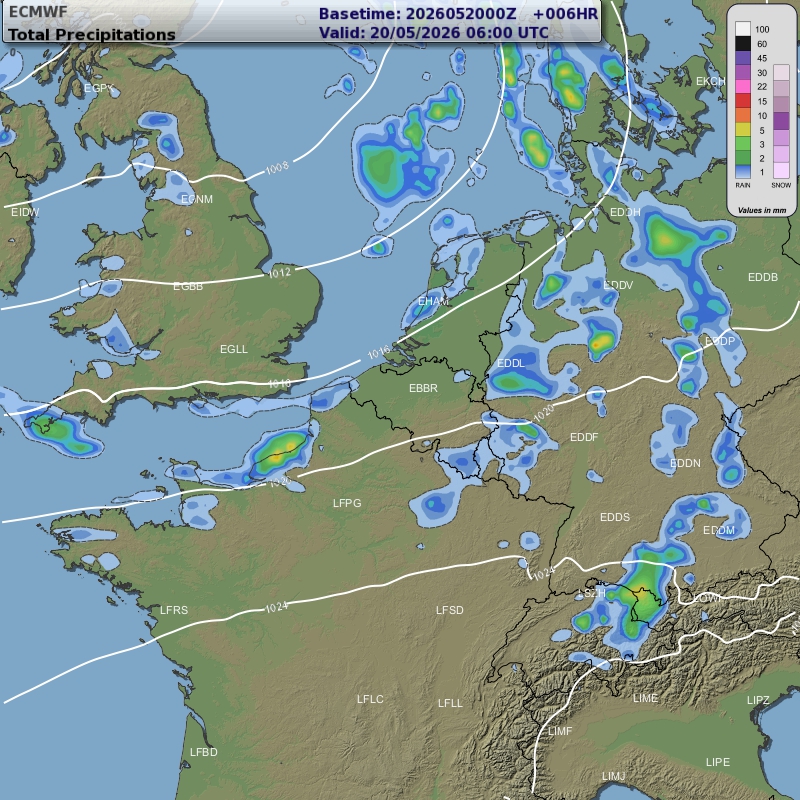 ECMWF
Basetime: 2026052000Z +006HR
Total Precipitations
Valid: 20/05/2026 06:00 UTC
100
60
45
30
22
15
10
5
3
2
1
RAIN SNOW
Values in mm
EGPK
EKCH
1008
EIDW
EGNM
EDDH
1012
EGBB
EDDV
EDDB
EHAM
EGLL
1016
EDDP
EDDL
1018
EBBR
1020
EDDF
EDDN
1020
LFPG
EDDS
EDDM
1024
LSZH
LOWI
LFRS
1024
LFSD
LFLC
LFLL
LIME
LIPZ
LIMF
LFBD
LIPE
LIMJ